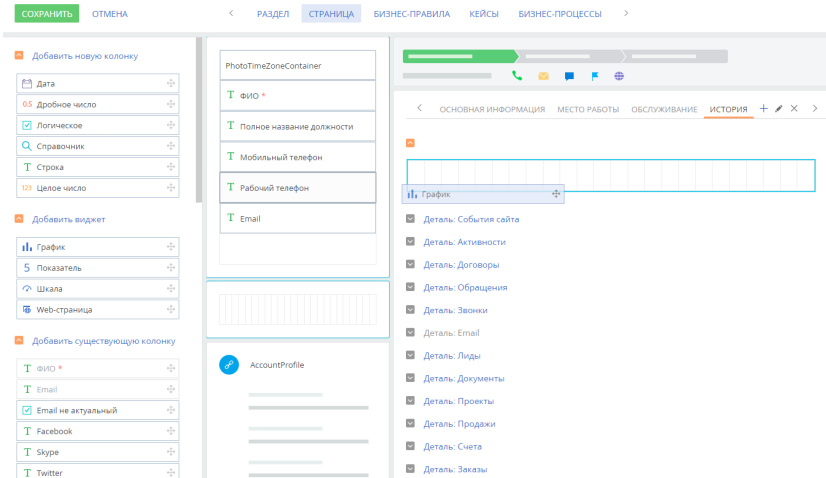 СОХРАНИТЬ ОТМЕНА РАЗДЕЛ СТРАНИЦА БИЗНЕС-ПРАВИЛА КЕЙСЫ БИЗНЕС-ПРОЦЕССЫ
Добавить новую колонку
Дата
0.5 Дробное число
Логическое
Справочник
T Строка
123 Целое число
Добавить виджет
График
5 Показатель
Шкала
Web-страница
Добавить существующую колонку
T ФИО *
T Email
Email не актуальный
T Facebook
T Skype
T Twitter
PhotoTimeZoneContainer
T ФИО *
T Полное название должности
T Мобильный телефон
T Рабочий телефон
T Email
AccountProfile
ОСНОВНАЯ ИНФОРМАЦИЯ МЕСТО РАБОТЫ ОБСЛУЖИВАНИЕ ИСТОРИЯ
График
Деталь: События сайта
Деталь: Активности
Деталь: Договоры
Деталь: Обращения
Деталь: Звонки
Деталь: Email
Деталь: Лиды
Деталь: Документы
Деталь: Проекты
Деталь: Продажи
Деталь: Счета
Деталь: Заказы